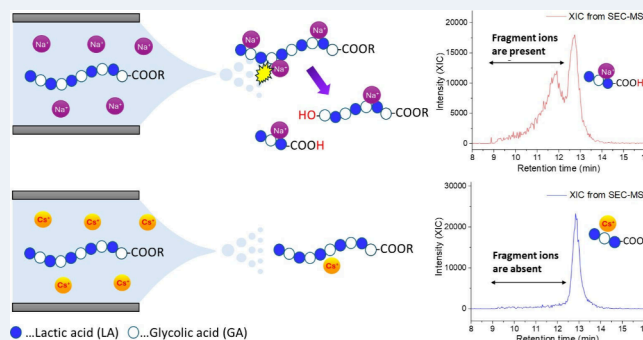 Na⁺
Na⁺
Na⁺
Na⁺
Na⁺
COOR
Na⁺
Na⁺
Na⁺
COOR
HO
Na⁺
COOR
Na⁺
COOH
XIC from SEC-MS
Fragment ions
are present
Na⁺
COOH
Intensity (XIC)
20000
15000
10000
5000
0
8 9 10 11 12 13 14 15 16
Retention time (min)
Cs⁺
Cs⁺
Cs⁺
Cs⁺
Cs⁺
COOR
COOR
Cs⁺
XIC from SEC-MS
Fragment ions
are absent
Cs⁺
COO
Intensity (XIC)
30000
20000
10000
0
8 9 10 11 12 13 14 15 16
Retention time (min)
...Lactic acid (LA) ...Glycolic acid (GA)